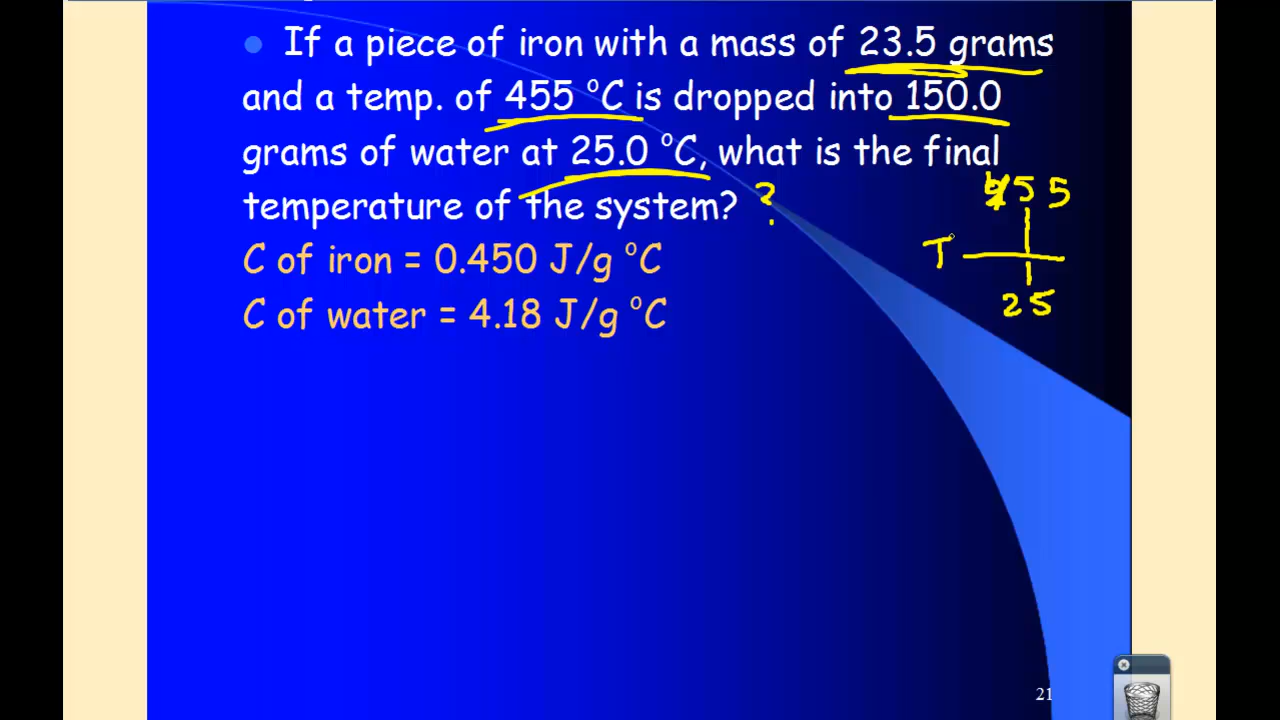 If a piece of iron with a mass of 23.5 grams
and a temp. of 455 °C is dropped into 150.0
grams of water at 25.0 °C, what is the final
temperature of the system? ?
C of iron = 0.450 J/g °C
C of water = 4.18 J/g °C
455
T
25
21